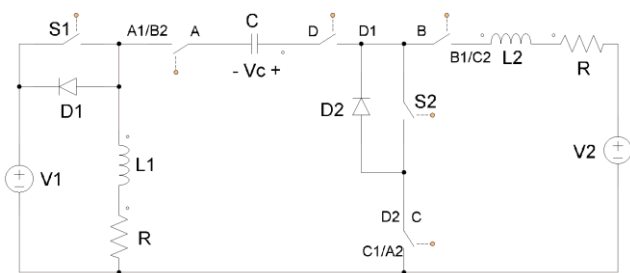 S1
A1/B2
A
C
D
D1
B
- Vc +
B1/C2
L2
R
D1
D2
S2
V1
L1
V2
R
D2
C
C1/A2